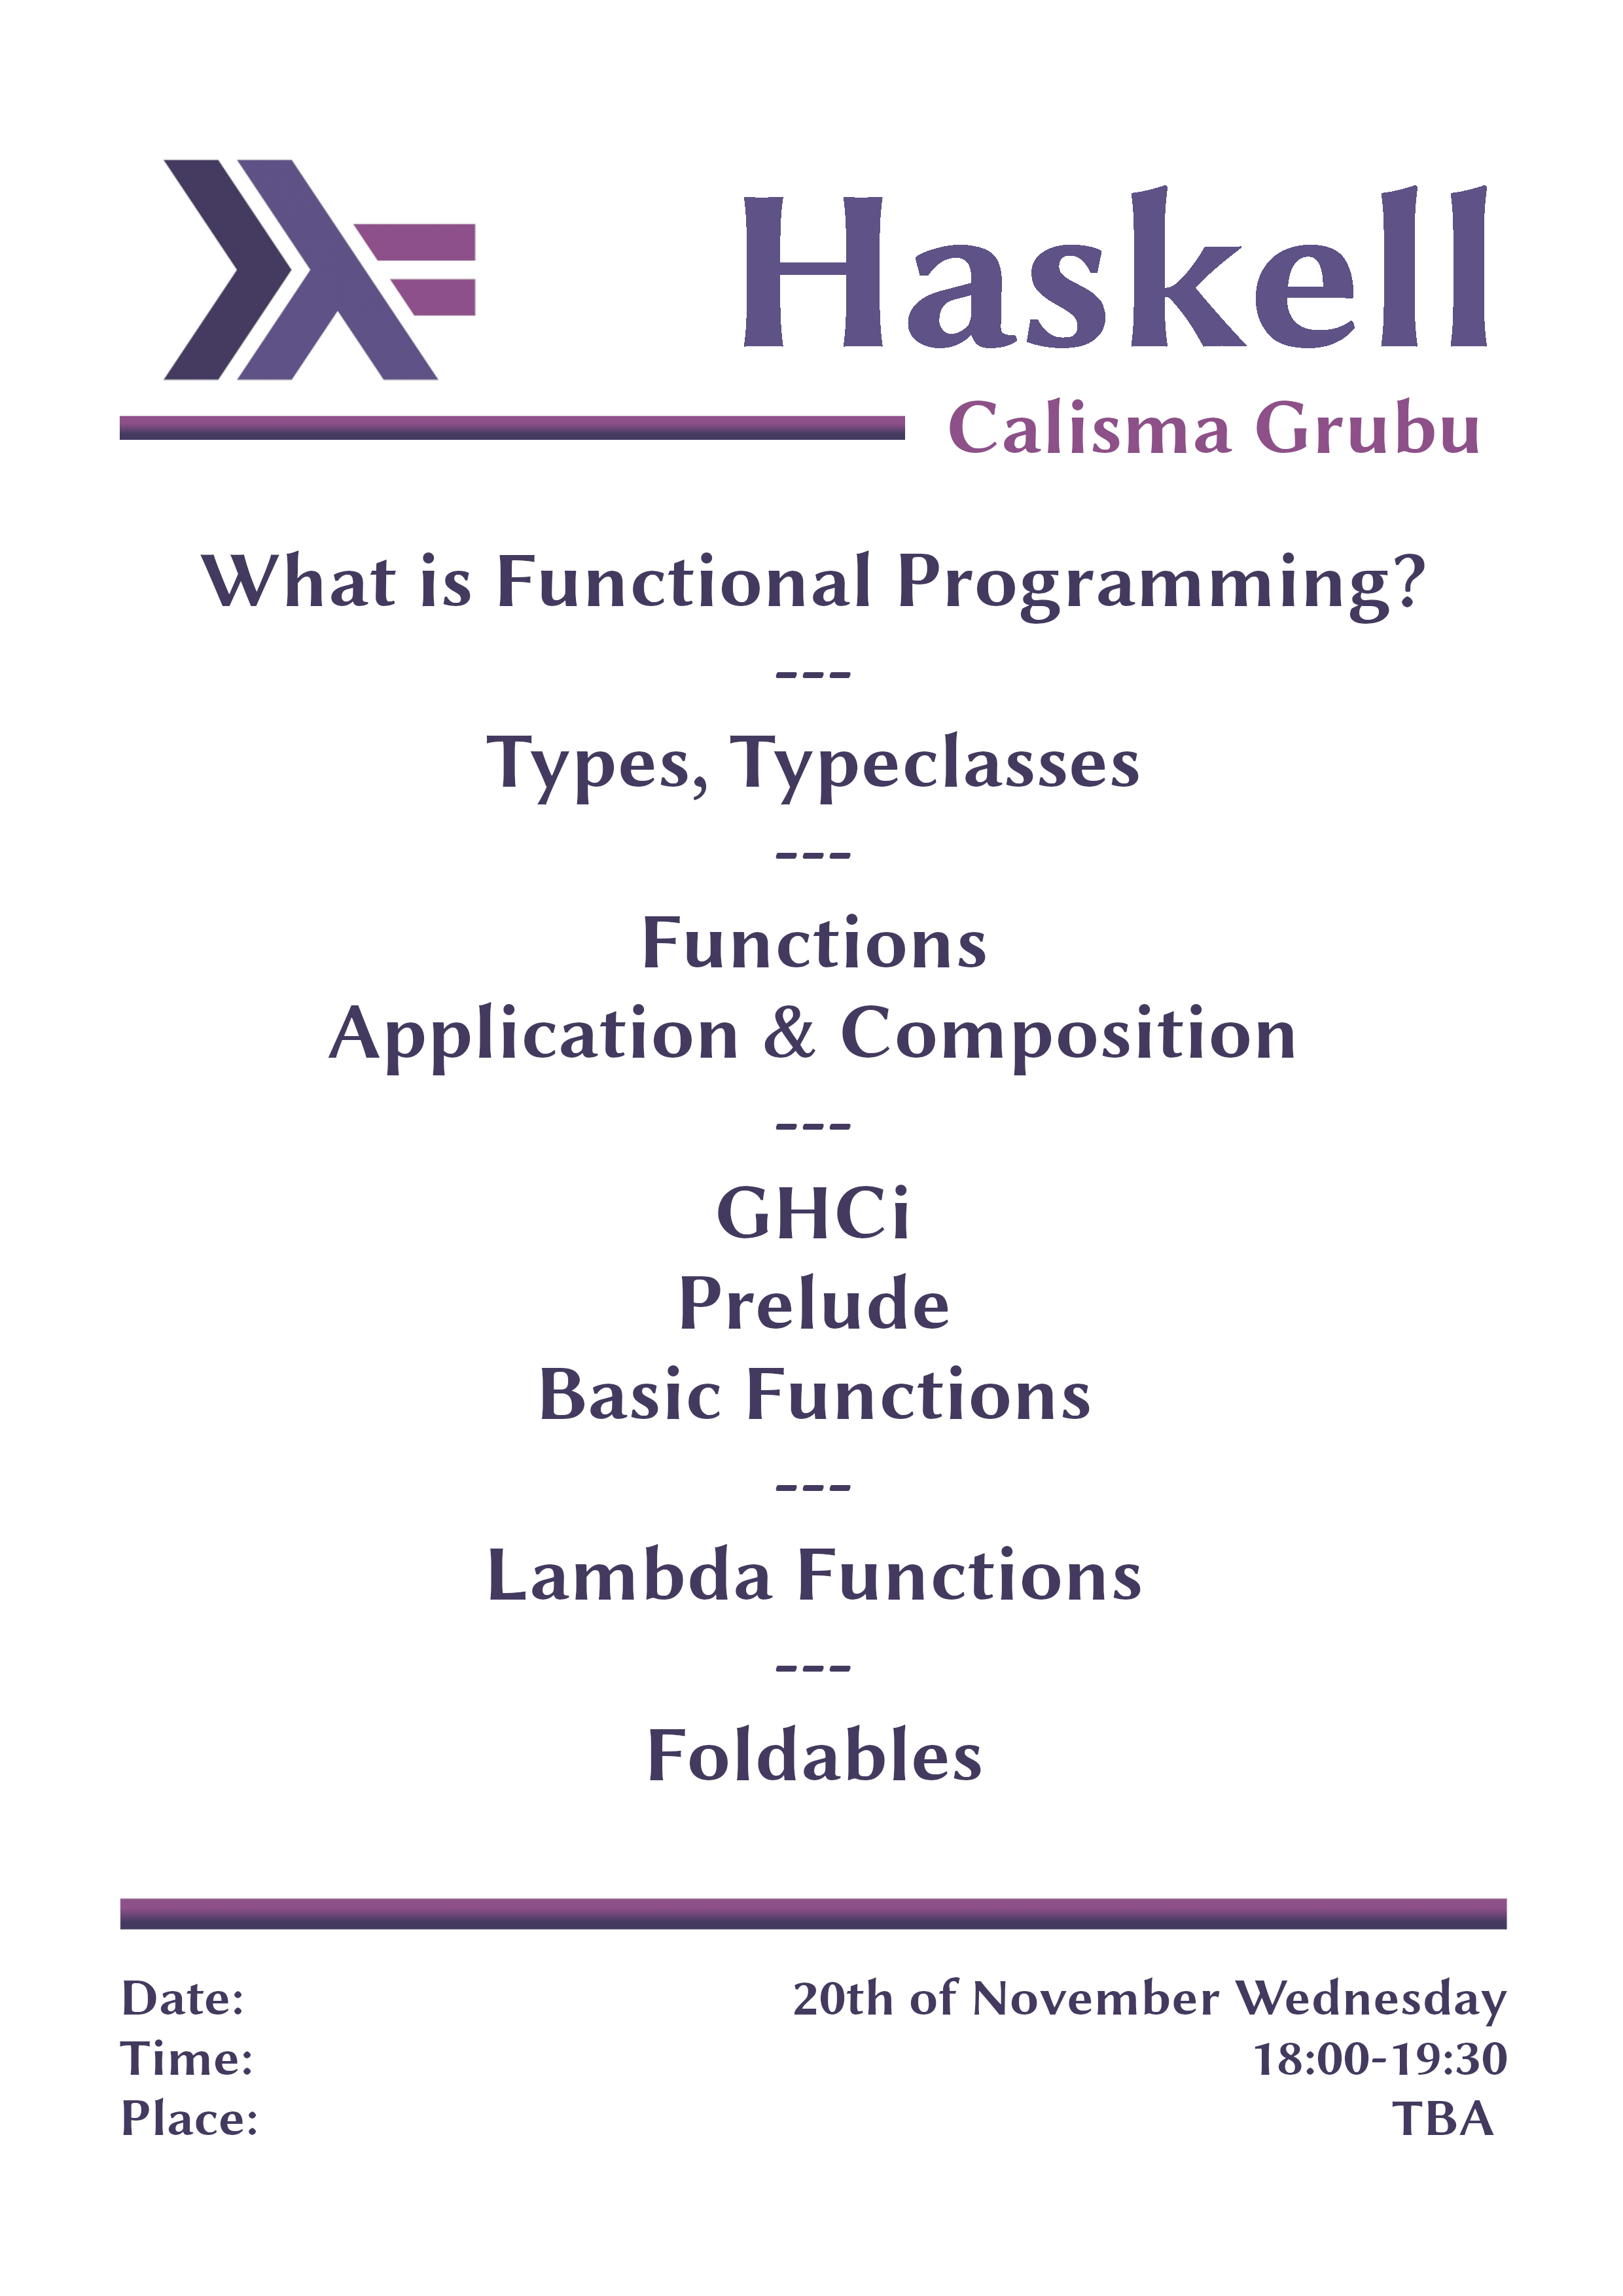 Haskell
Calisma Grubu
What is Functional Programming?
---
Types, Typeclasses
---
Functions
Application & Composition
---
GHCi
Prelude
Basic Functions
---
Lambda Functions
---
Foldables
Date: 20th of November Wednesday
Time: 18:00-19:30
Place: TBA